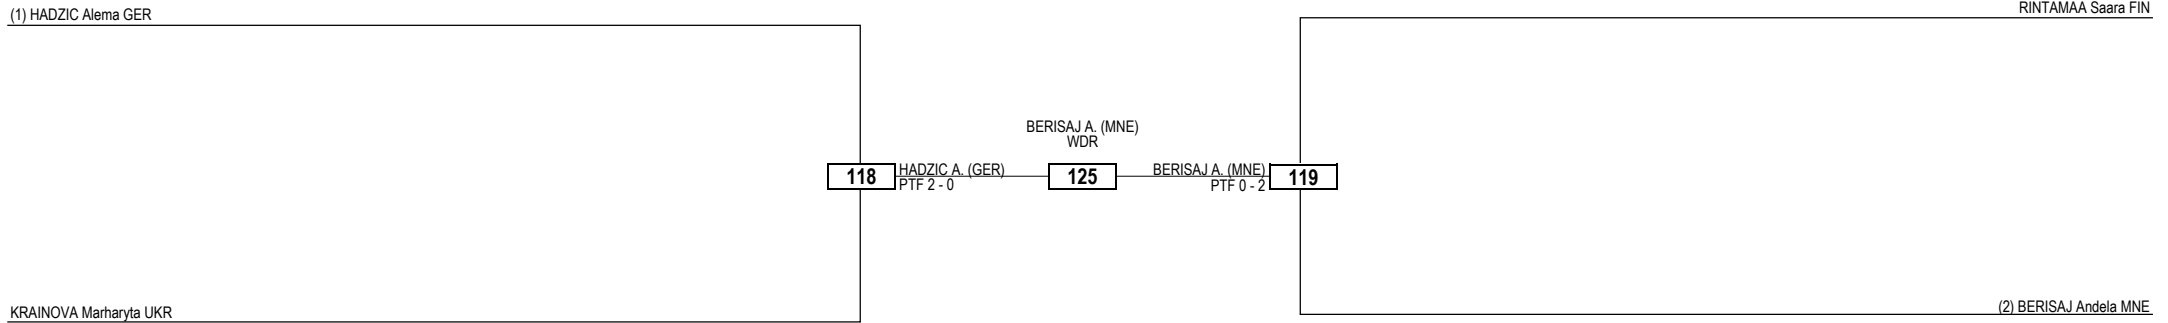 (1) HADZIC Alema GER
RINTAMAA Saara FIN
BERISAJ A. (MNE)
WDR
118
HADZIC A. (GER)
PTF 2 - 0
125
BERISAJ A. (MNE)
PTF 0 - 2
119
KRAINOVA Marharyta UKR
(2) BERISAJ Andela MNE